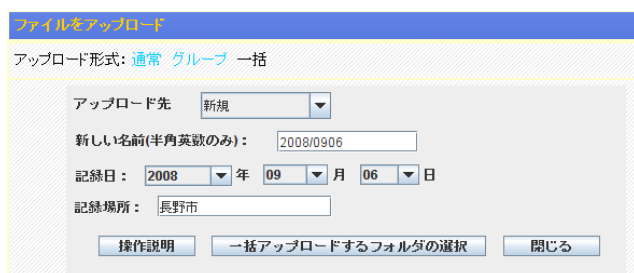 ファイルをアップロード
アップロード形式: 通常 グループ 一括
アップロード先 新規
新しい名前(半角英数のみ): 2008/0906
記録日: 2008 年 09 月 06 日
記録場所: 長野市
操作説明 一括アップロードするフォルダの選択 閉じる